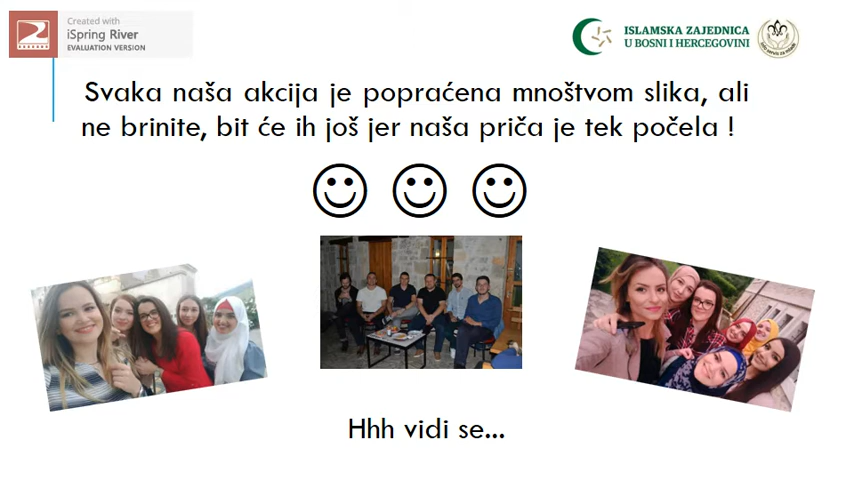 Created with
iSpring River
EVALUATION VERSION
ISLAMSKA ZAJEDNICA
U BOSNI I HERCEGOVINI
Svaka naša akcija je popraćena mnoštvom slika, ali
ne brinite, bit će ih još jer naša priča je tek počela !
Hhh vidi se...